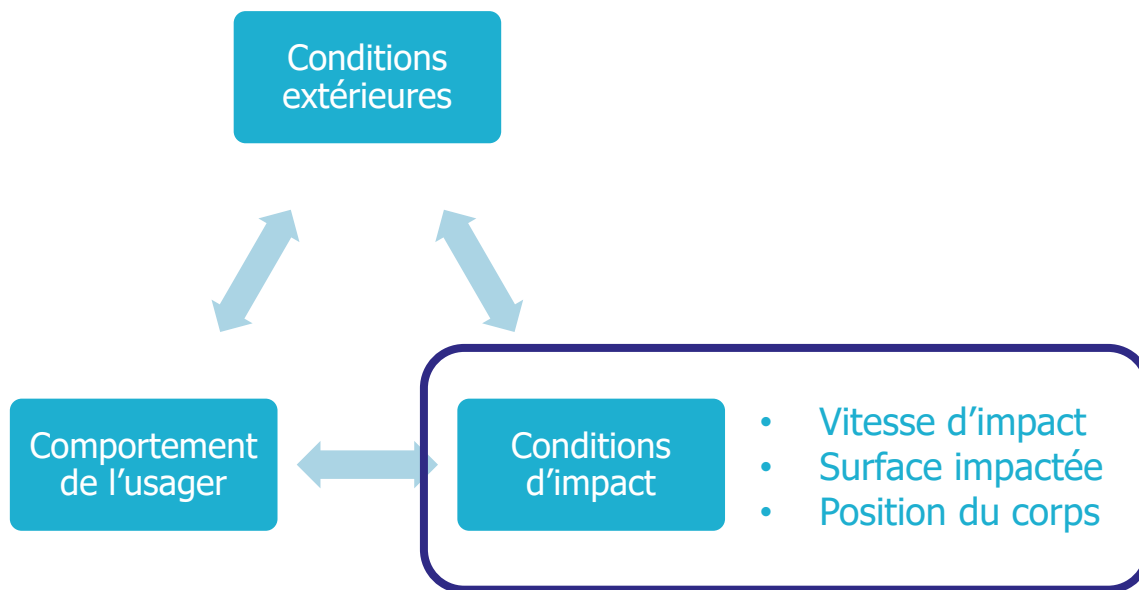 Conditions
extérieures
Comportement
de l’usager
Conditions
d’impact
• Vitesse d’impact
• Surface impactée
• Position du corps